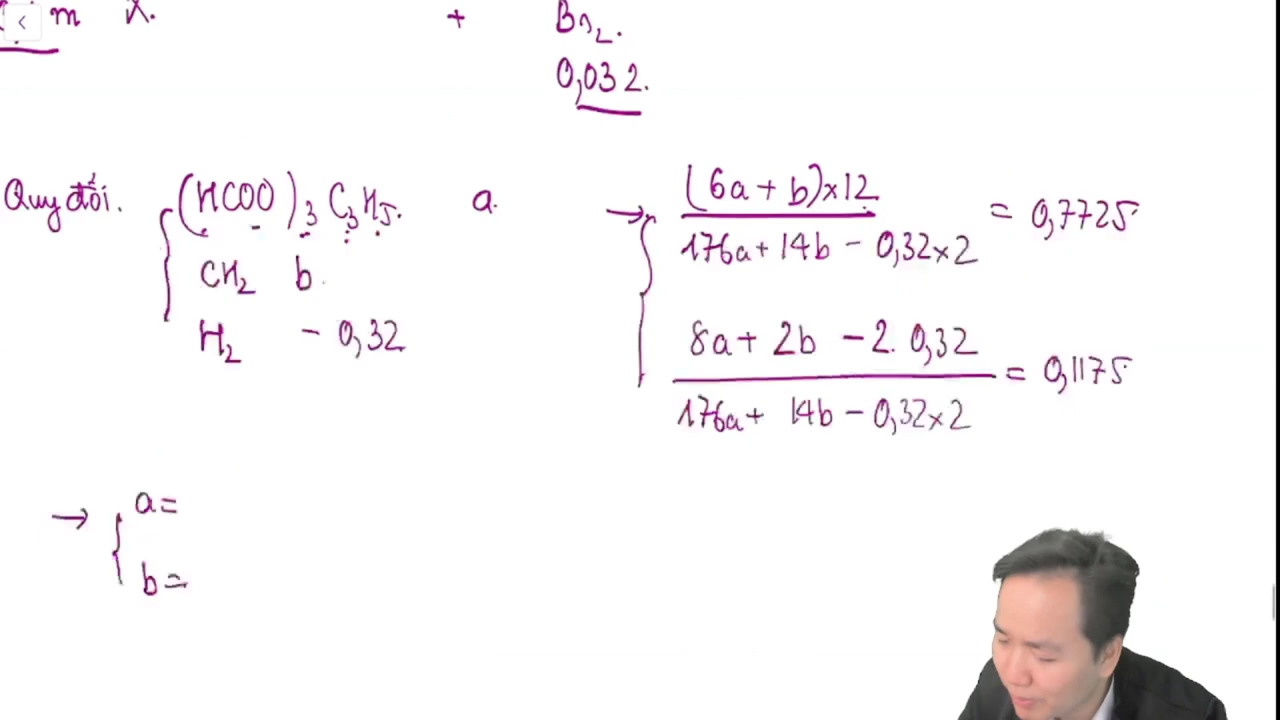 m X. + Br₂.
0,032.
Quy đổi. (HCOO)₃C₃H₅. a → (6a + b)×12 / 176a + 14b − 0,32×2 = 0,7725
CH₂ b
H₂ − 0,32
8a + 2b − 2. 0,32 / 176a + 14b − 0,32×2 = 0,1175
→ a =
b =